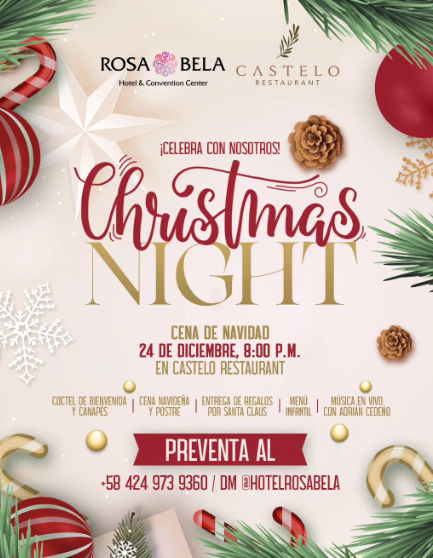 ROSA BELA
Hotel & Convention Center
CASTELO
RESTAURANT
¡CELEBRA CON NOSOTROS!
Christmas
NIGHT
CENA DE NAVIDAD
24 DE DICIEMBRE, 8:00 P.M.
EN CASTELO RESTAURANT
COCTEL DE BIENVENIDA
Y CANAPÉS
CENA NAVIDEÑA
Y POSTRE
ENTREGA DE REGALOS
POR SANTA CLAUS
MENÚ
INFANTIL
MÚSICA EN VIVO
CON ADRIÁN CEDEÑO
PREVENTA AL
+58 424 973 9360 / DM @HOTELROSABELA